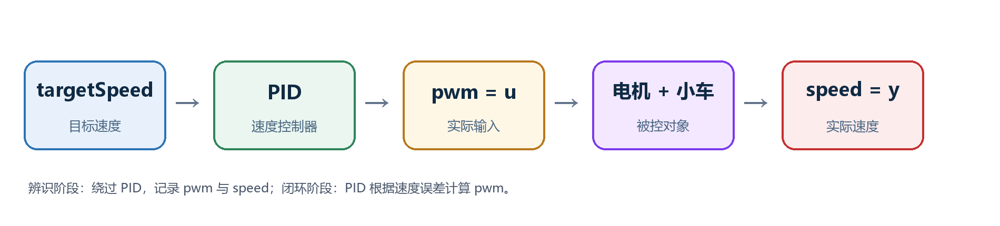 targetSpeed
目标速度
PID
速度控制器
pwm = u
实际输入
电机 + 小车
被控对象
speed = y
实际速度
辨识阶段：绕过 PID，记录 pwm 与 speed；闭环阶段：PID 根据速度误差计算 pwm。